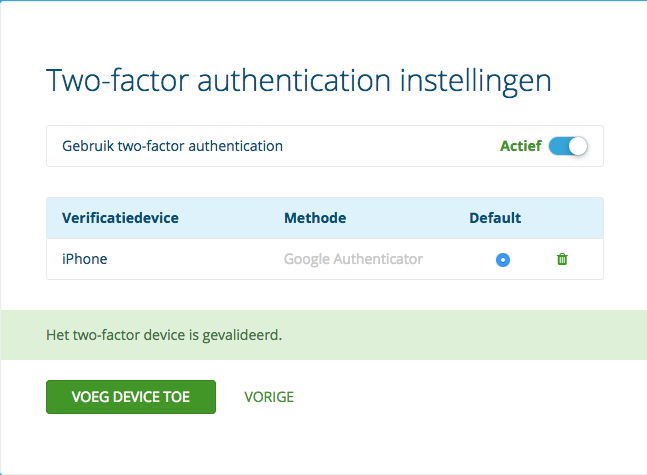 Two-factor authentication instellingen
Gebruik two-factor authentication Actief
Verificatiedevice Methode Default
iPhone Google Authenticator
Het two-factor device is gevalideerd.
VOEG DEVICE TOE VORIGE